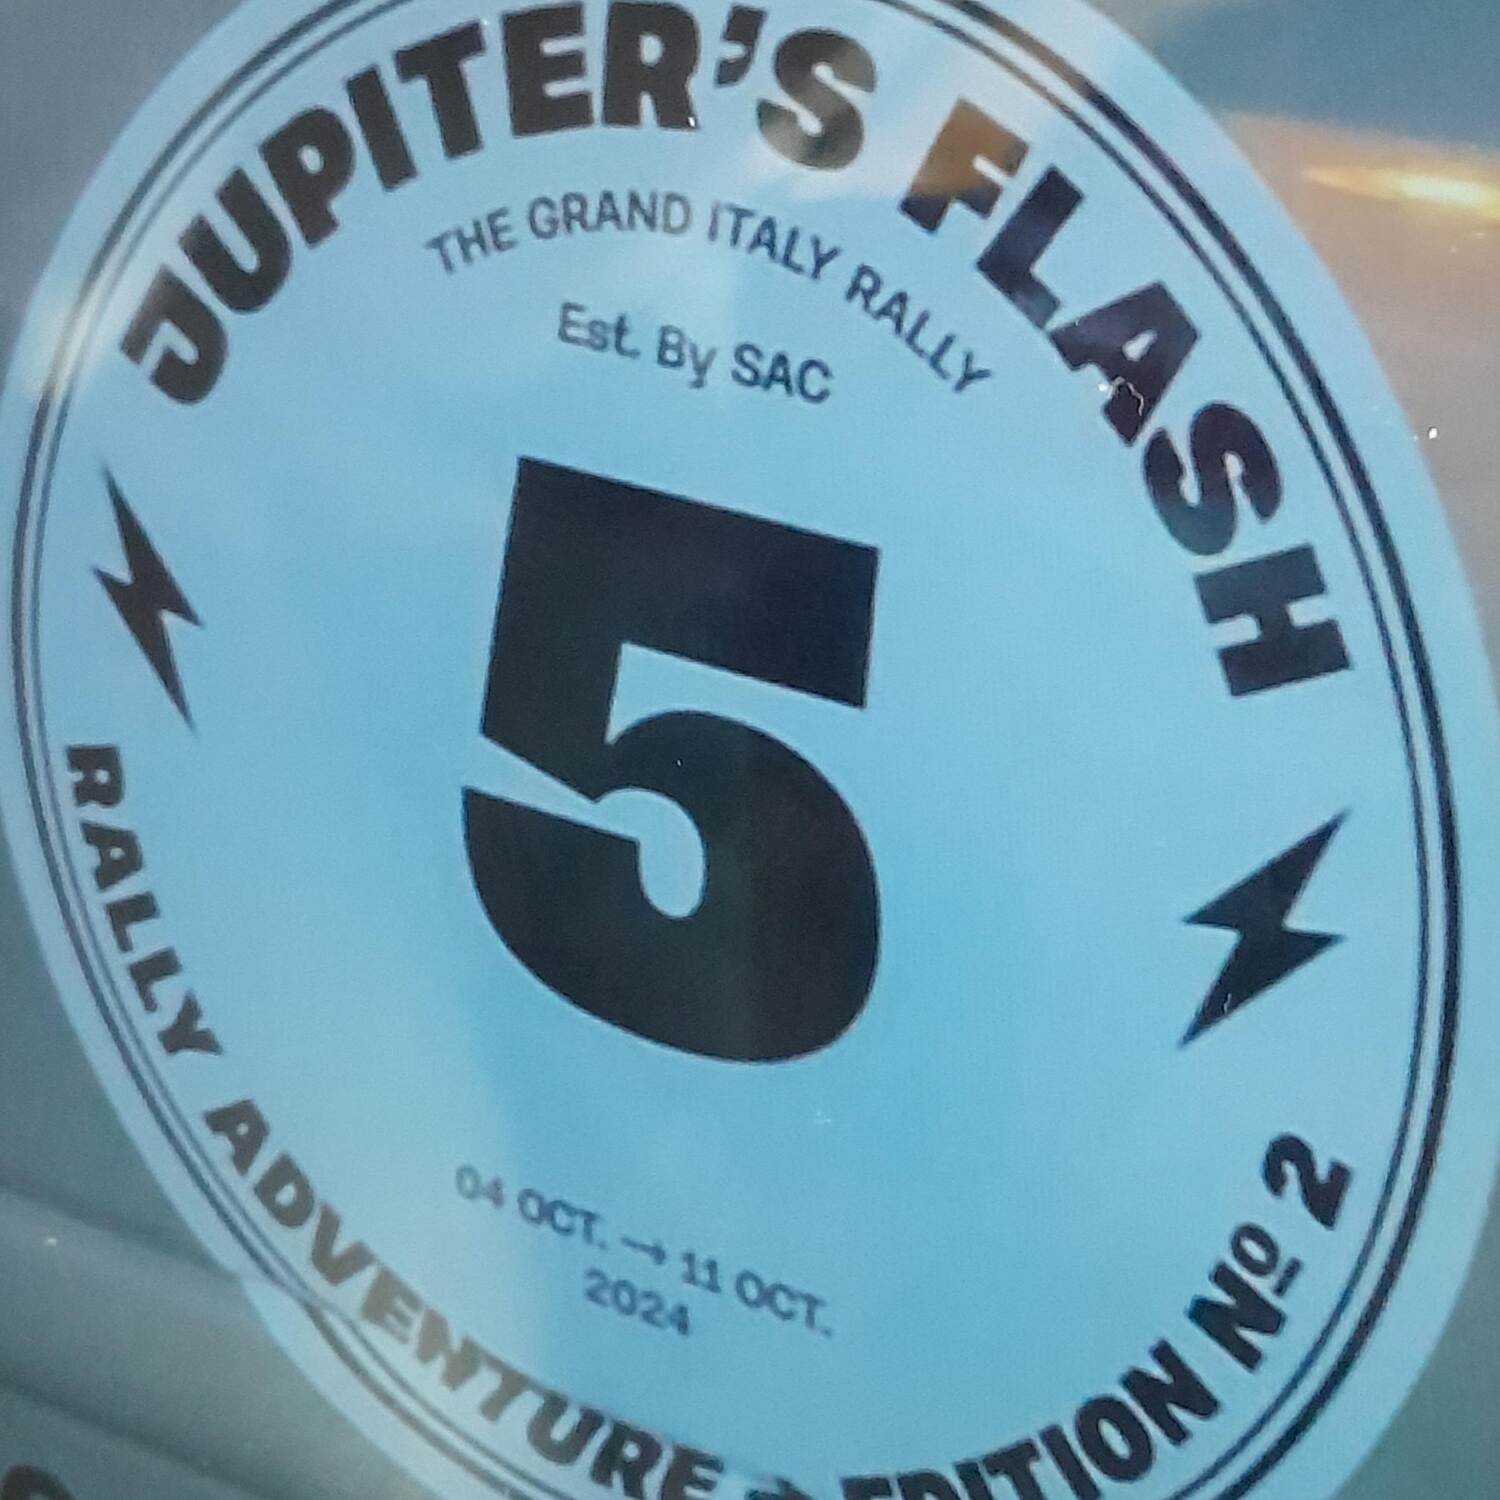 JUPITER'S FLASH
THE GRAND ITALY RALLY
Est. By SAC
5
04 OCT. → 11 OCT.
2024
RALLY ADVENTURE → EDITION Nº 2